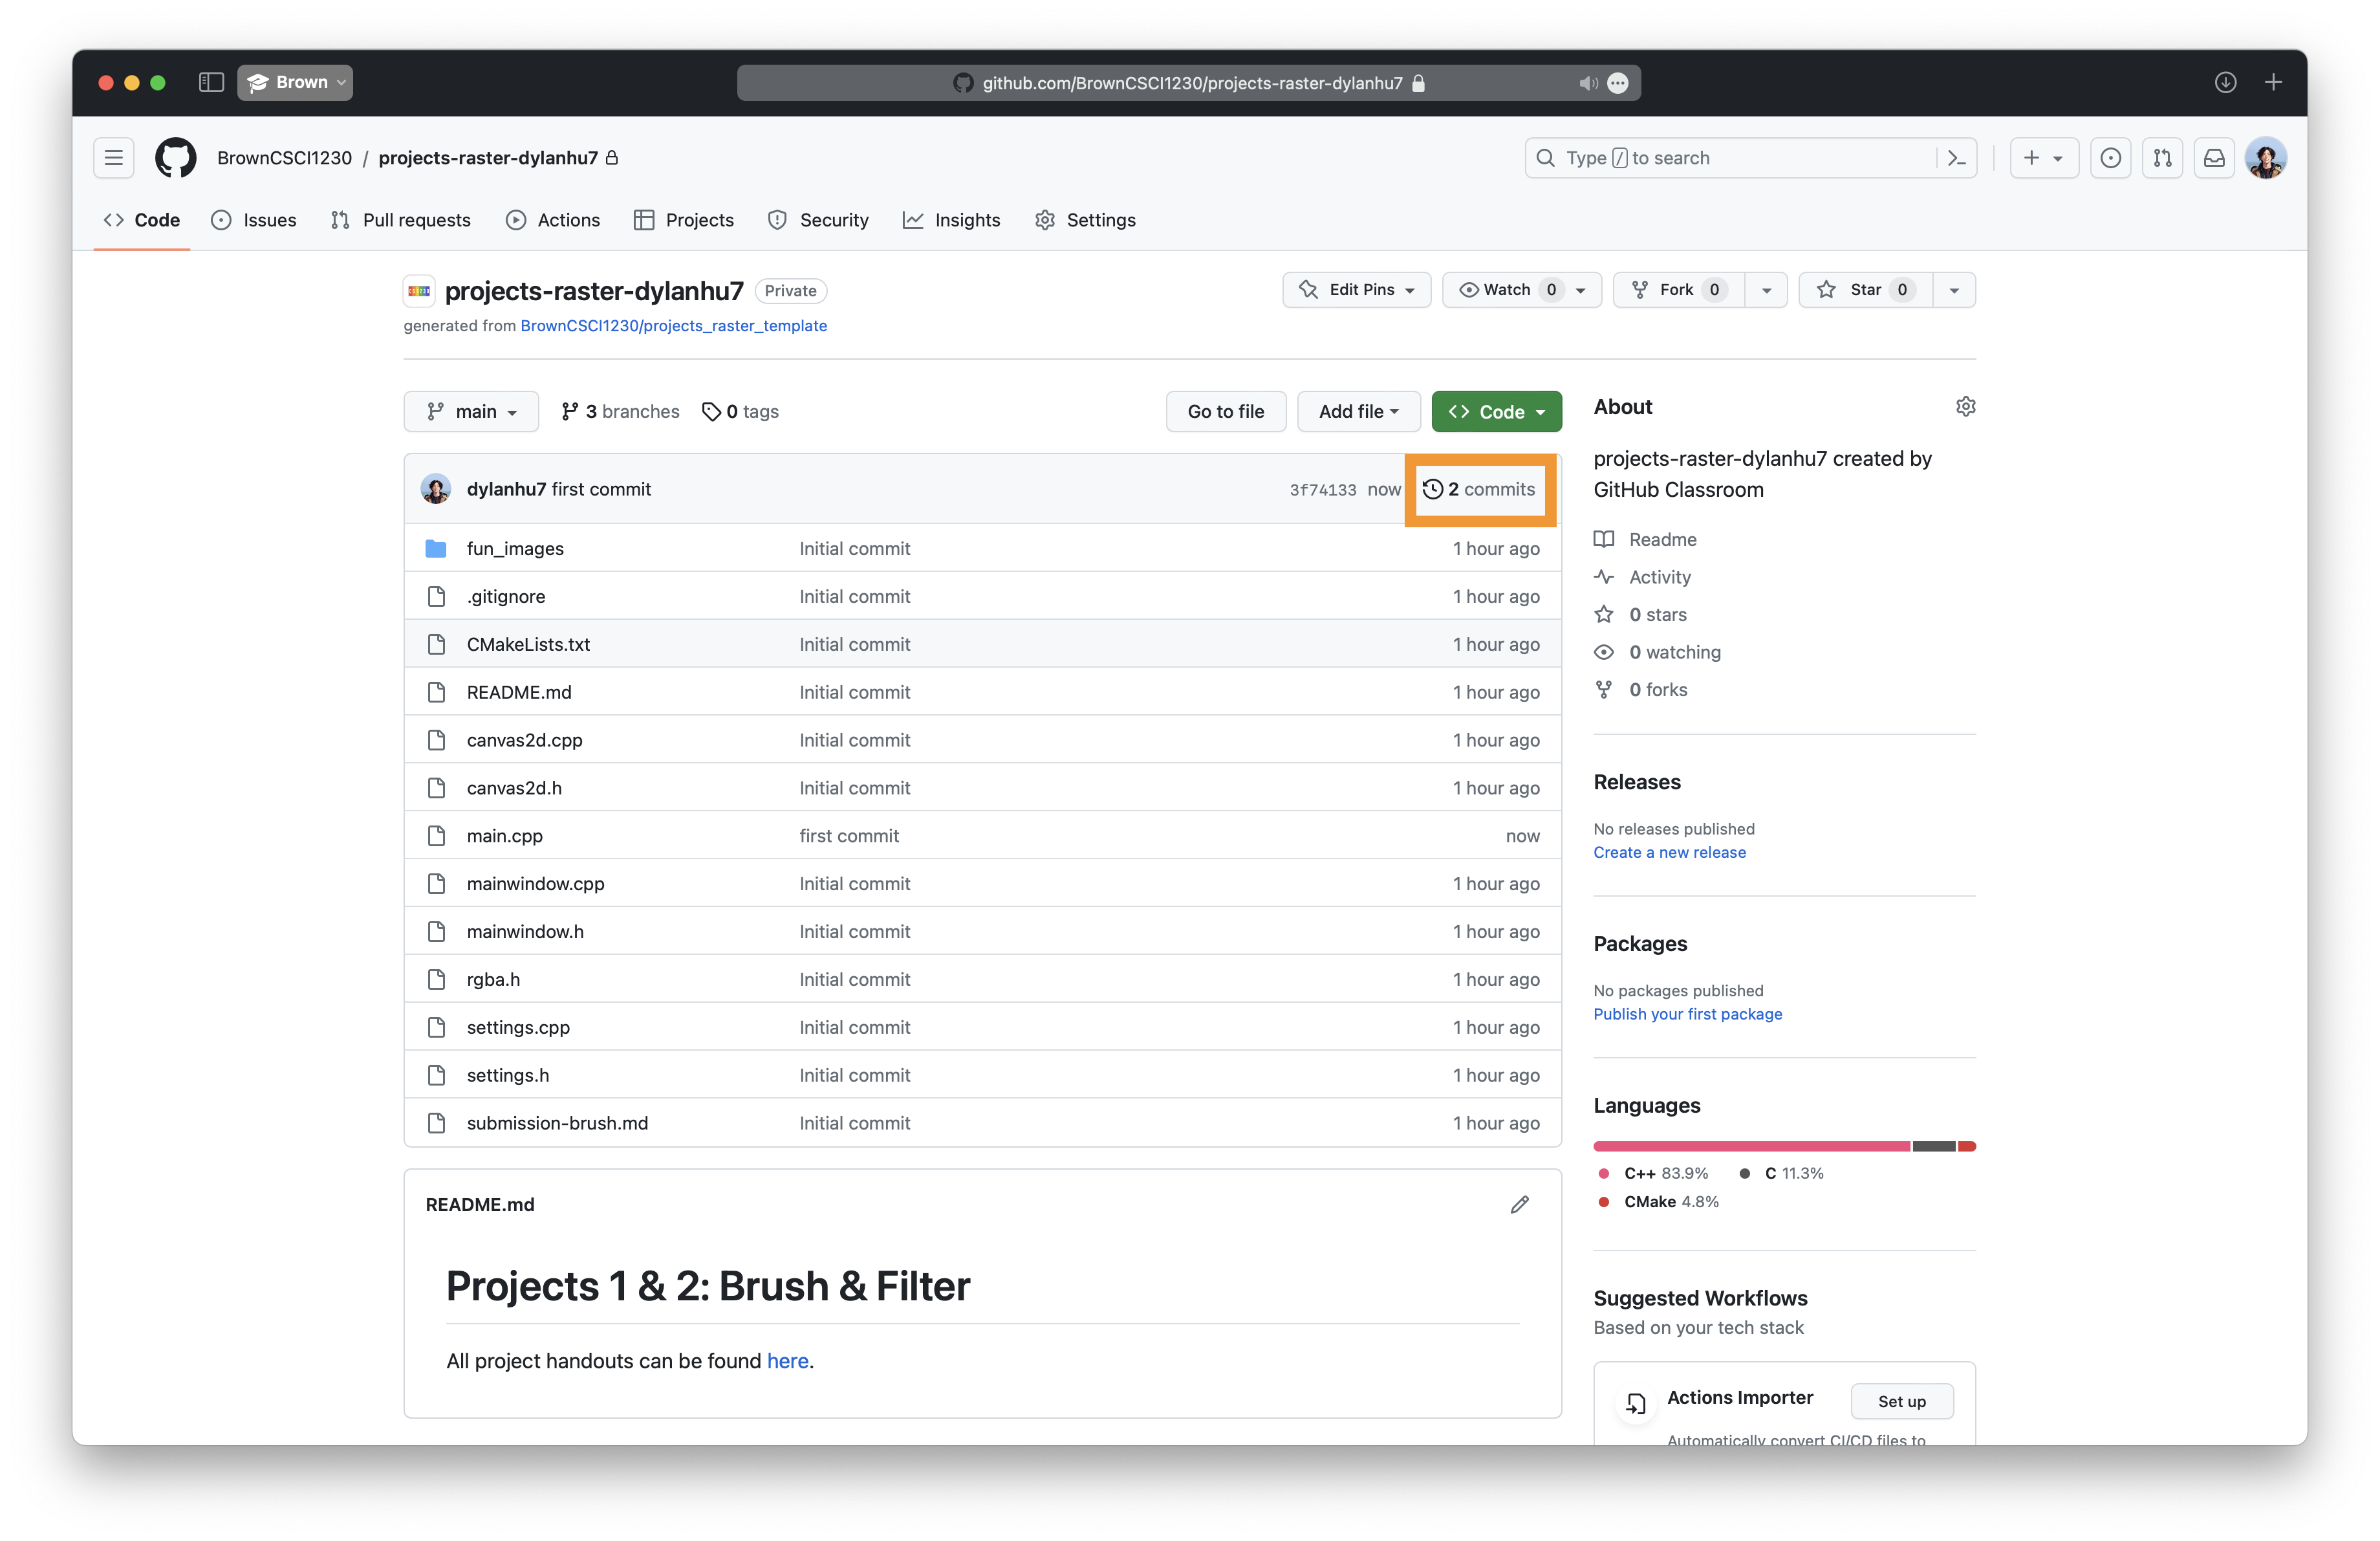 Brown
github.com/BrownCSCI1230/projects-raster-dylanhu7
BrownCSCI1230 / projects-raster-dylanhu7
Type / to search
Code Issues Pull requests Actions Projects Security Insights Settings
projects-raster-dylanhu7 Private
Edit Pins Watch 0 Fork 0 Star 0
generated from BrownCSCI1230/projects_raster_template
main 3 branches 0 tags
Go to file Add file <> Code
dylanhu7 first commit 3f74133 now 2 commits
fun_images Initial commit 1 hour ago
.gitignore Initial commit 1 hour ago
CMakeLists.txt Initial commit 1 hour ago
README.md Initial commit 1 hour ago
canvas2d.cpp Initial commit 1 hour ago
canvas2d.h Initial commit 1 hour ago
main.cpp first commit now
mainwindow.cpp Initial commit 1 hour ago
mainwindow.h Initial commit 1 hour ago
rgba.h Initial commit 1 hour ago
settings.cpp Initial commit 1 hour ago
settings.h Initial commit 1 hour ago
submission-brush.md Initial commit 1 hour ago
README.md
Projects 1 & 2: Brush & Filter
All project handouts can be found here.
About
projects-raster-dylanhu7 created by
GitHub Classroom
Readme
Activity
0 stars
0 watching
0 forks
Releases
No releases published
Create a new release
Packages
No packages published
Publish your first package
Languages
C++ 83.9% C 11.3%
CMake 4.8%
Suggested Workflows
Based on your tech stack
Actions Importer Set up
Automatically convert CI/CD files to